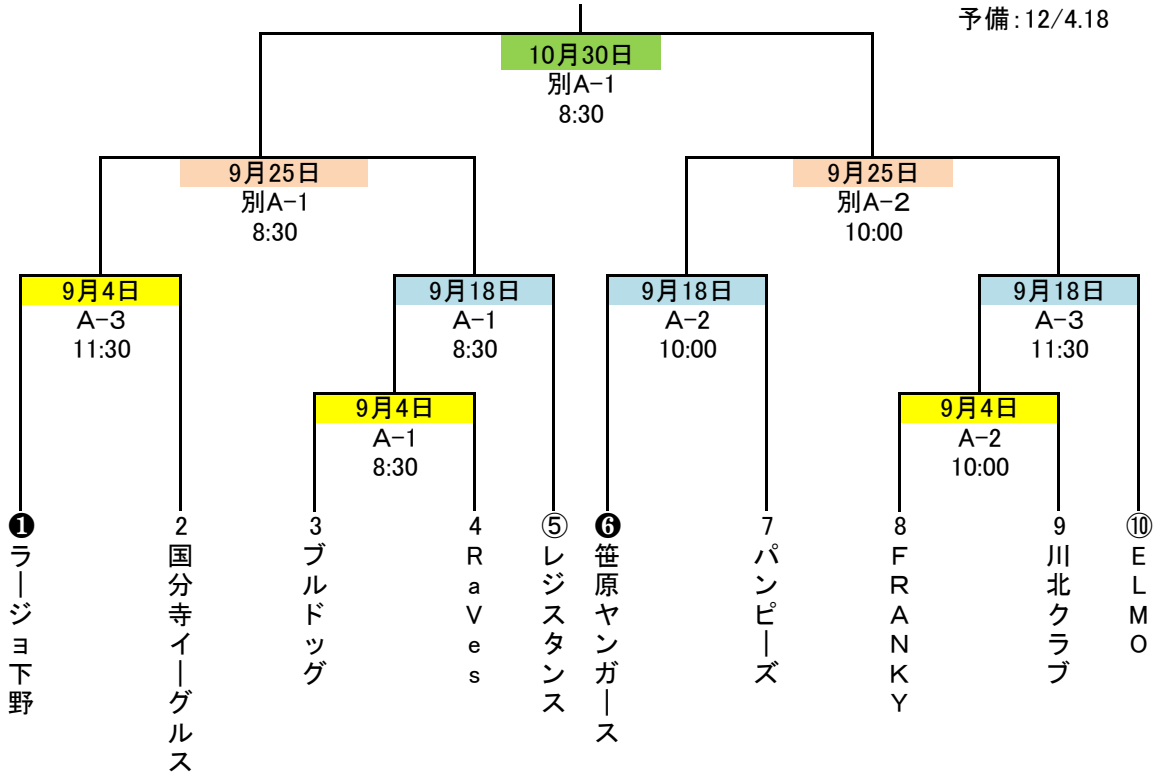 予備:12/4.18
10月30日
別A-1
8:30
9月25日
別A-1
8:30
9月25日
別A-2
10:00
9月4日
A-3
11:30
9月18日
A-1
8:30
9月18日
A-2
10:00
9月18日
A-3
11:30
9月4日
A-1
8:30
9月4日
A-2
10:00
❶ラージョ下野
2国分寺イーグルス
3ブルドッグ
4RaVes
⑤レジスタンス
❻笹原ヤンガース
7パンピーズ
8FRANKY
9川北クラブ
⑩ELMO